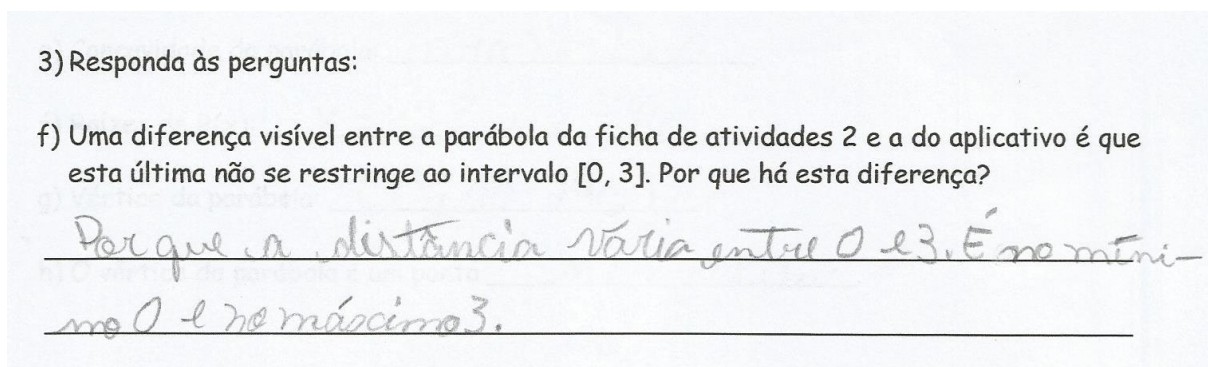 3) Responda às perguntas:
f) Uma diferença visível entre a parábola da ficha de atividades 2 e a do aplicativo é que
esta última não se restringe ao intervalo [0, 3]. Por que há esta diferença?
Por que a distância varia entre 0 e 3. É no míni-
mo 0 e no máximo 3.